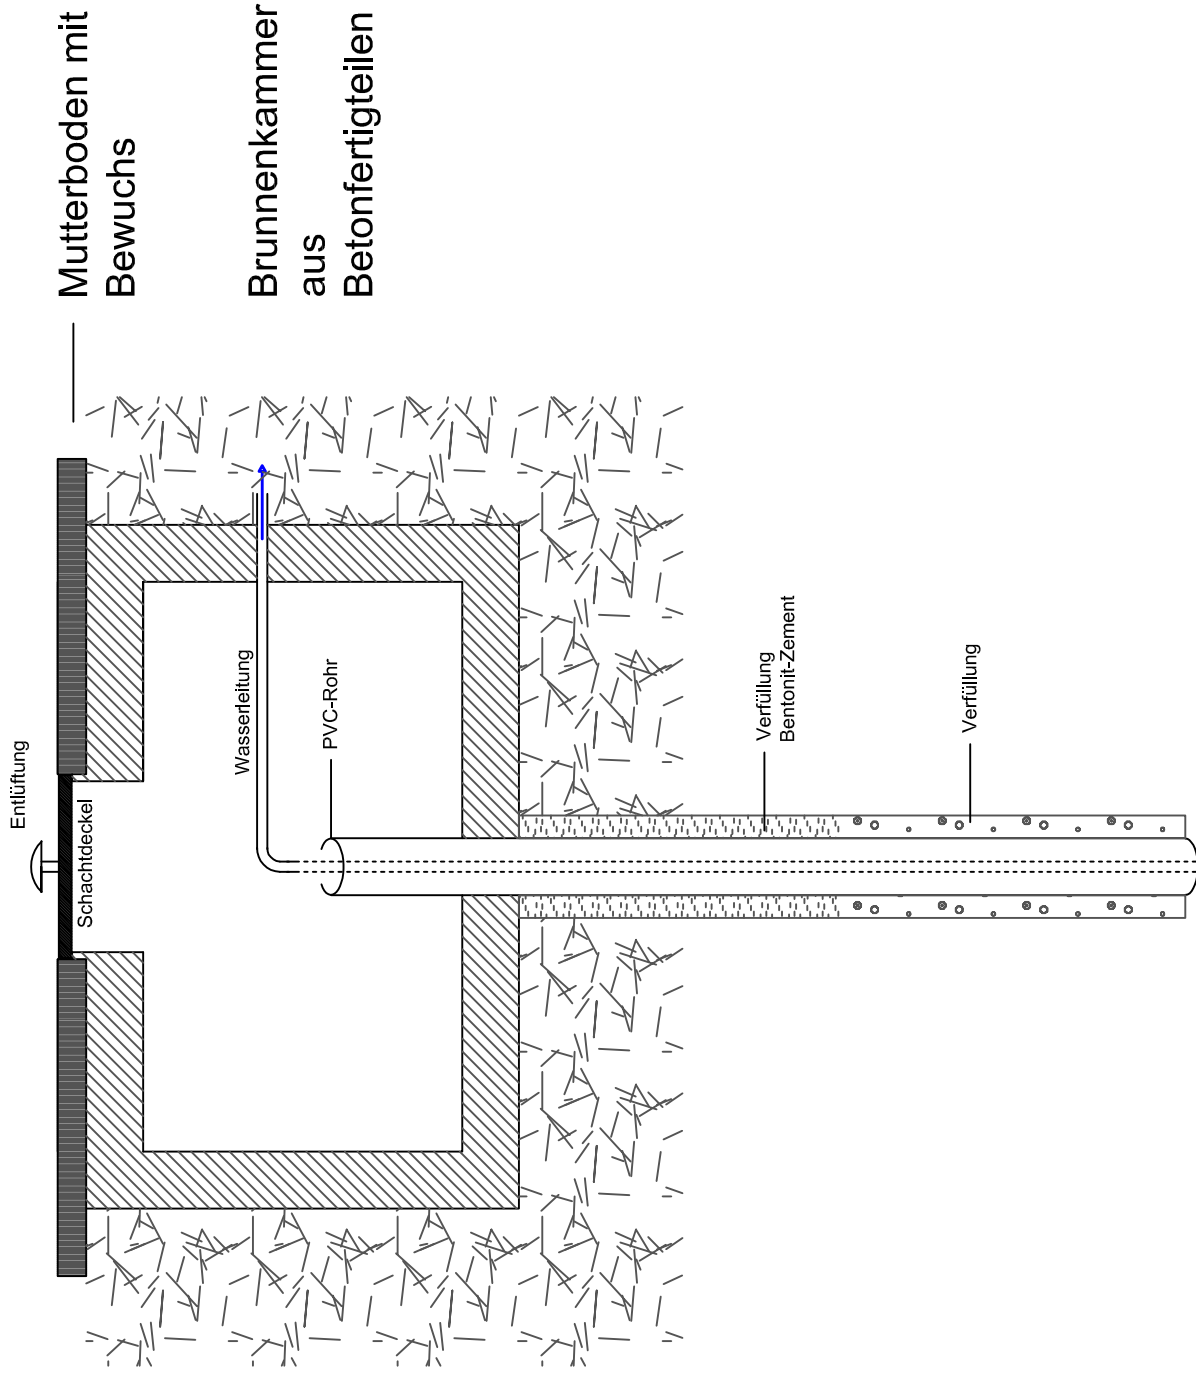 Mutterboden mit
Bewuchs
Brunnenkammer
aus
Betonfertigteilen
Entlüftung
Schachtdeckel
Wasserleitung
PVC-Rohr
Verfüllung
Bentonit-Zement
Verfüllung